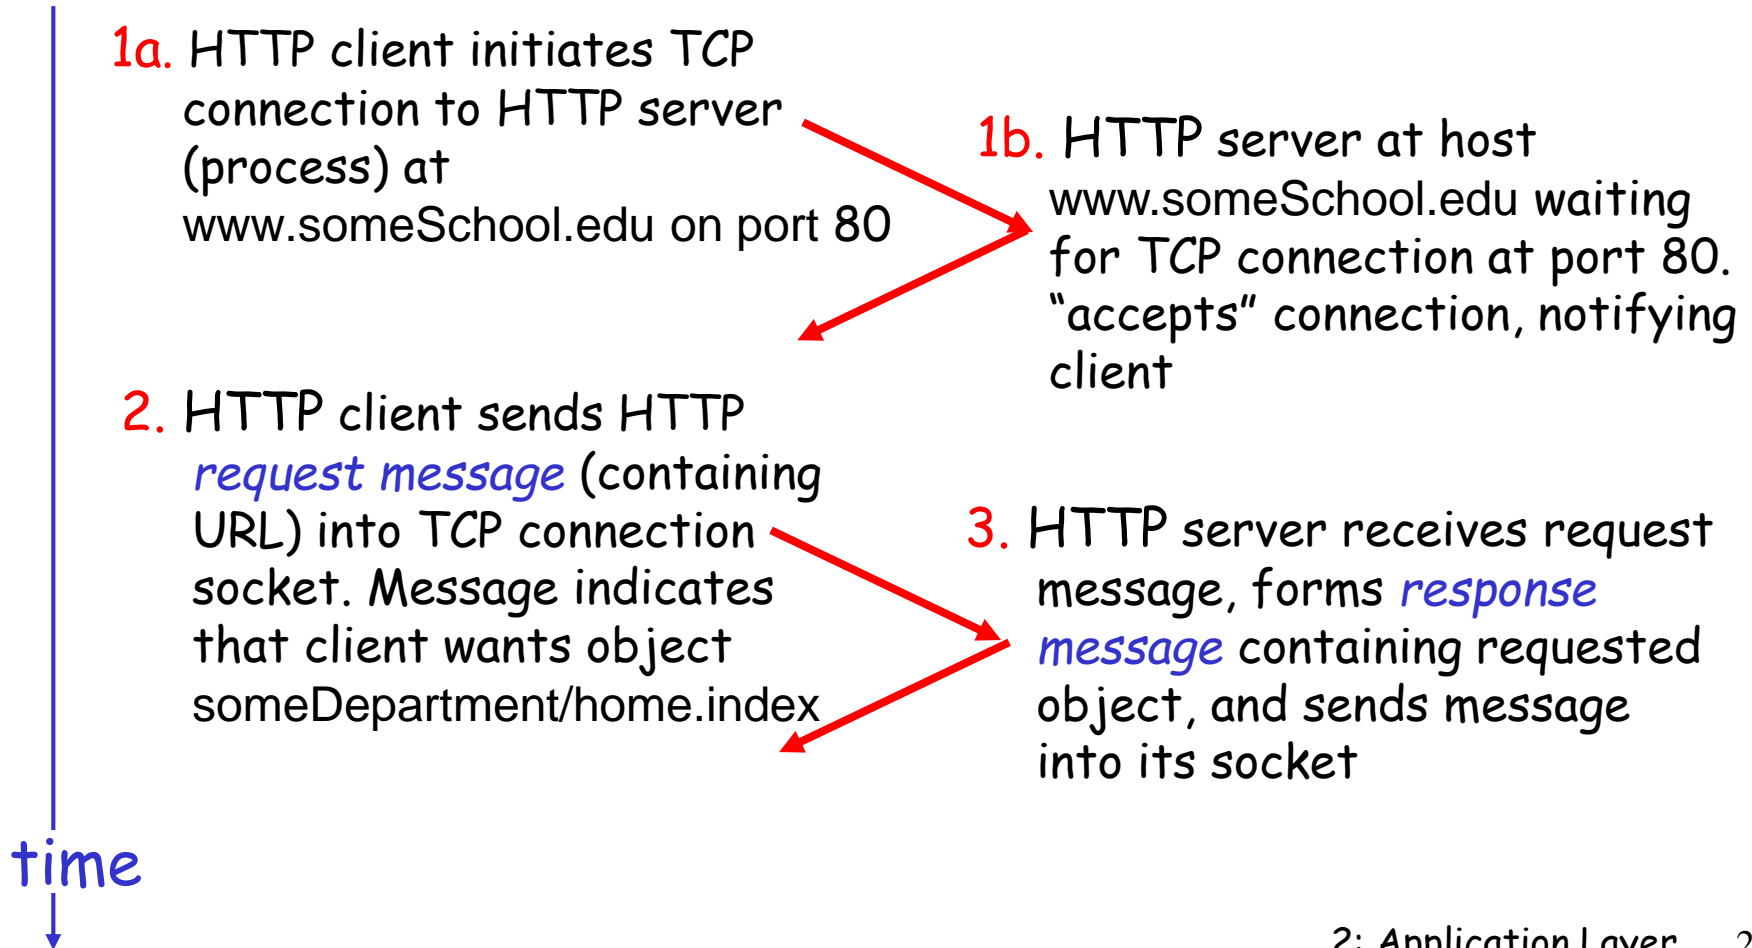 1a. HTTP client initiates TCP
connection to HTTP server
(process) at
www.someSchool.edu on port 80
1b. HTTP server at host
www.someSchool.edu waiting
for TCP connection at port 80.
“accepts” connection, notifying
client
2. HTTP client sends HTTP
request message (containing
URL) into TCP connection
socket. Message indicates
that client wants object
someDepartment/home.index
3. HTTP server receives request
message, forms response
message containing requested
object, and sends message
into its socket
time
2: Application Layer 2